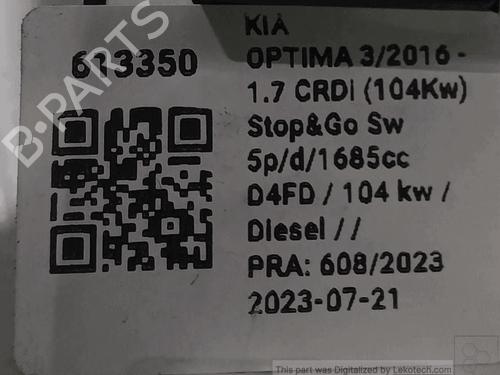 613350
KIA
OPTIMA 3/2016 -
1.7 CRDi (104Kw)
Stop&Go Sw
5p/d/1685cc
D4FD / 104 kw /
Diesel / /
PRA: 608/2023
2023-07-21
B-PARTS
This part was Digitalized by Lekotech.com